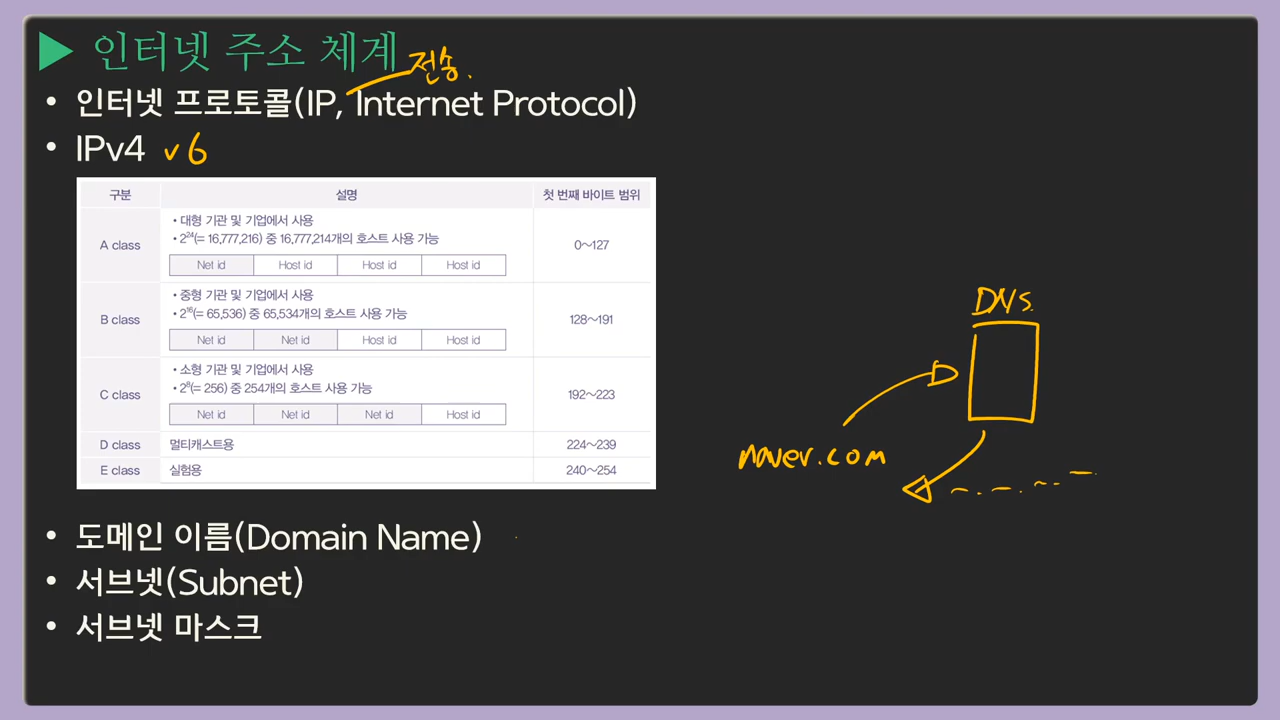 ▶ 인터넷 주소 체계
전송.
• 인터넷 프로토콜(IP, Internet Protocol)
• IPv4 v6
구분 설명 첫 번째 바이트 범위
A class
• 대형 기관 및 기업에서 사용
• 2²⁴(= 16,777,216) 중 16,777,214개의 호스트 사용 가능
Net id Host id Host id Host id
0~127
B class
• 중형 기관 및 기업에서 사용
• 2¹⁶(= 65,536) 중 65,534개의 호스트 사용 가능
Net id Net id Host id Host id
128~191
C class
• 소형 기관 및 기업에서 사용
• 2⁸(= 256) 중 254개의 호스트 사용 가능
Net id Net id Net id Host id
192~223
D class 멀티캐스트용 224~239
E class 실험용 240~254
DNS.
naver.com
• 도메인 이름(Domain Name)
• 서브넷(Subnet)
• 서브넷 마스크